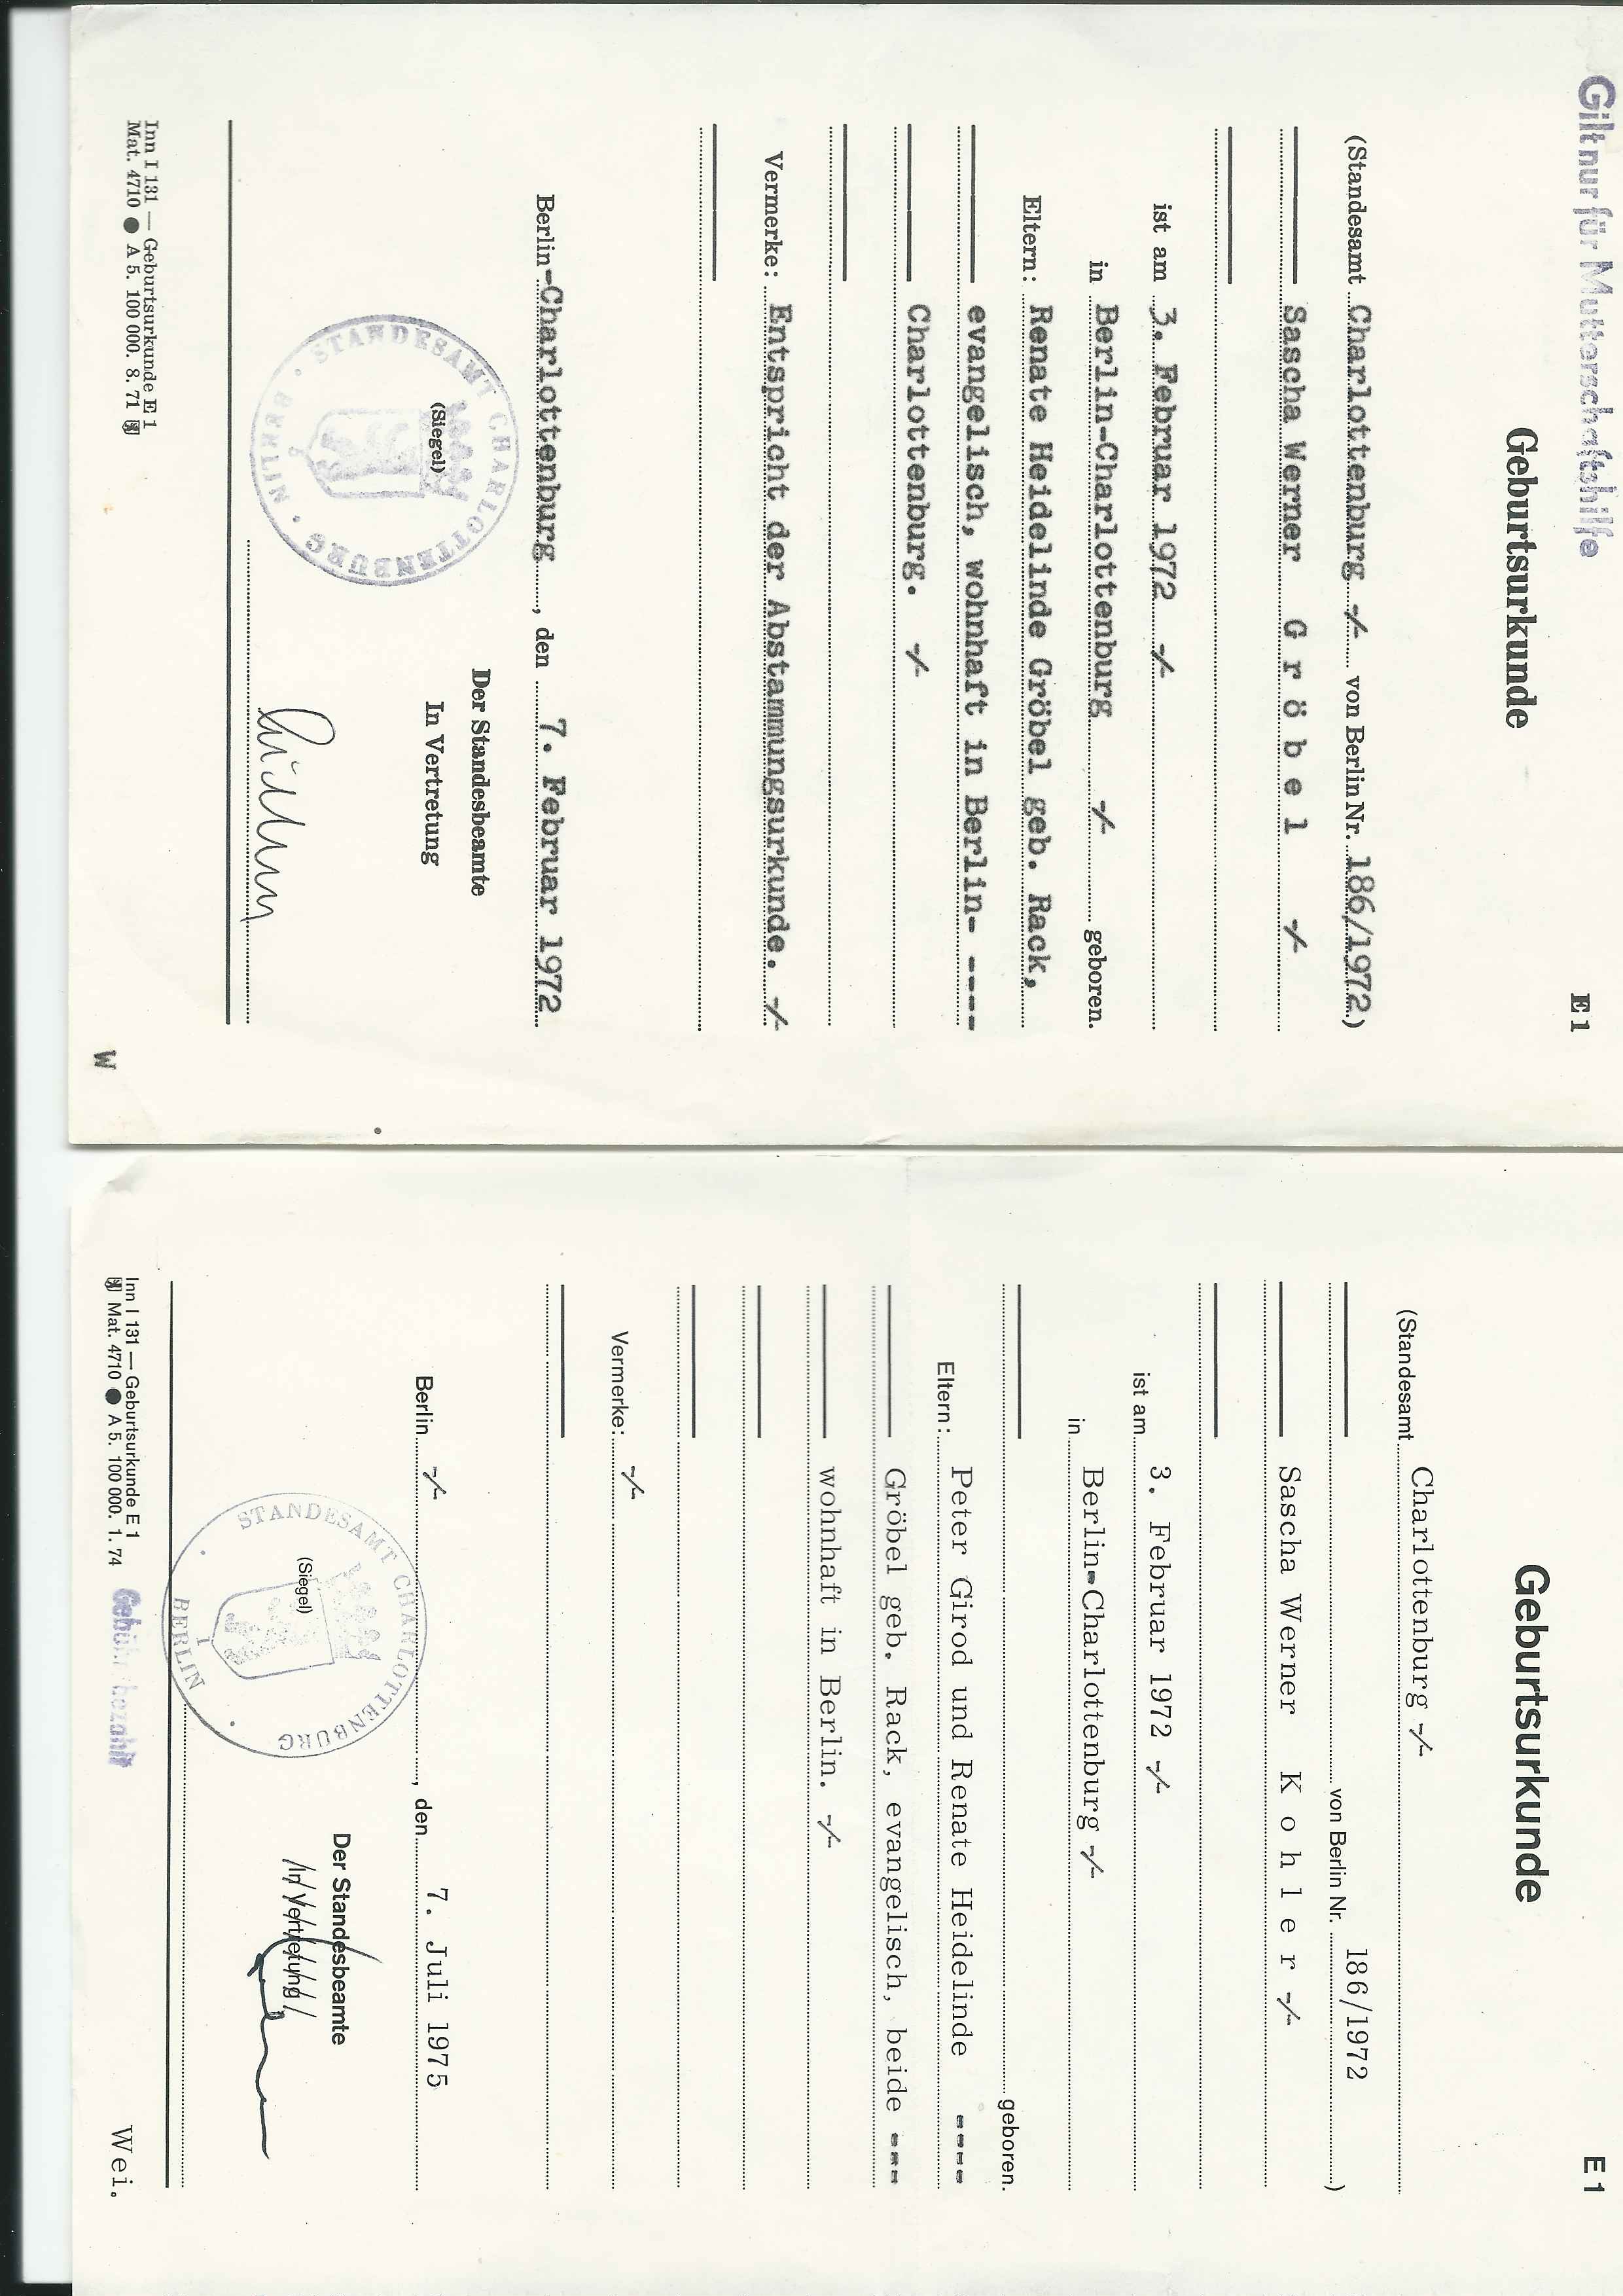 Gilt nur für Mutterschaftshilfe
E 1
Geburtsurkunde
(Standesamt Charlottenburg -/- von Berlin Nr. 186/1972)
Sascha Werner G r ö b e l -/-
ist am 3. Februar 1972 -/-
in Berlin-Charlottenburg -/- geboren.
Eltern: Renate Heidelinde Gröbel geb. Rack,
evangelisch, wohnhaft in Berlin- ----
Charlottenburg. -/-
Vermerke: Entspricht der Abstammungsurkunde. -/-
Berlin-Charlottenburg, den 7. Februar 1972
Der Standesbeamte
In Vertretung
(Siegel)
STANDESAMT CHARLOTTENBURG
BERLIN
Inn I 131 — Geburtsurkunde E 1
Mat. 4710 ● A 5. 100 000. 8. 71
W
E 1
Geburtsurkunde
(Standesamt Charlottenburg -/-
von Berlin Nr. 186/1972 )
Sascha Werner K o h l e r -/-
ist am 3. Februar 1972 -/-
in Berlin-Charlottenburg -/-
geboren.
Eltern: Peter Girod und Renate Heidelinde ----
Gröbel geb. Rack, evangelisch, beide ---
wohnhaft in Berlin. -/-
Vermerke: -/-
Berlin -/- , den 7. Juli 1975
Der Standesbeamte
In Vertretung
(Siegel)
STANDESAMT CHARLOTTENBURG
BERLIN
1
Inn I 131 — Geburtsurkunde E 1
Mat. 4710 ● A 5. 100 000. 1. 74
Gebühr bezahlt
Wei.